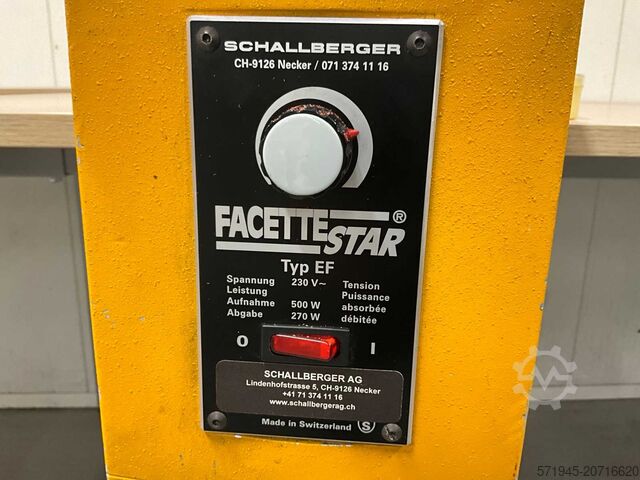 SCHALLBERGER
CH-9126 Necker / 071 374 11 16
FACETTE STAR®
Typ EF
Spannung 230 V~ Tension
Leistung Puissance
Aufnahme 500 W absorbée
Abgabe 270 W débitée
O I
SCHALLBERGER AG
Lindenhofstrasse 5, CH-9126 Necker
+41 71 374 11 16
www.schallbergerag.ch
Made in Switzerland S
571945-20716620